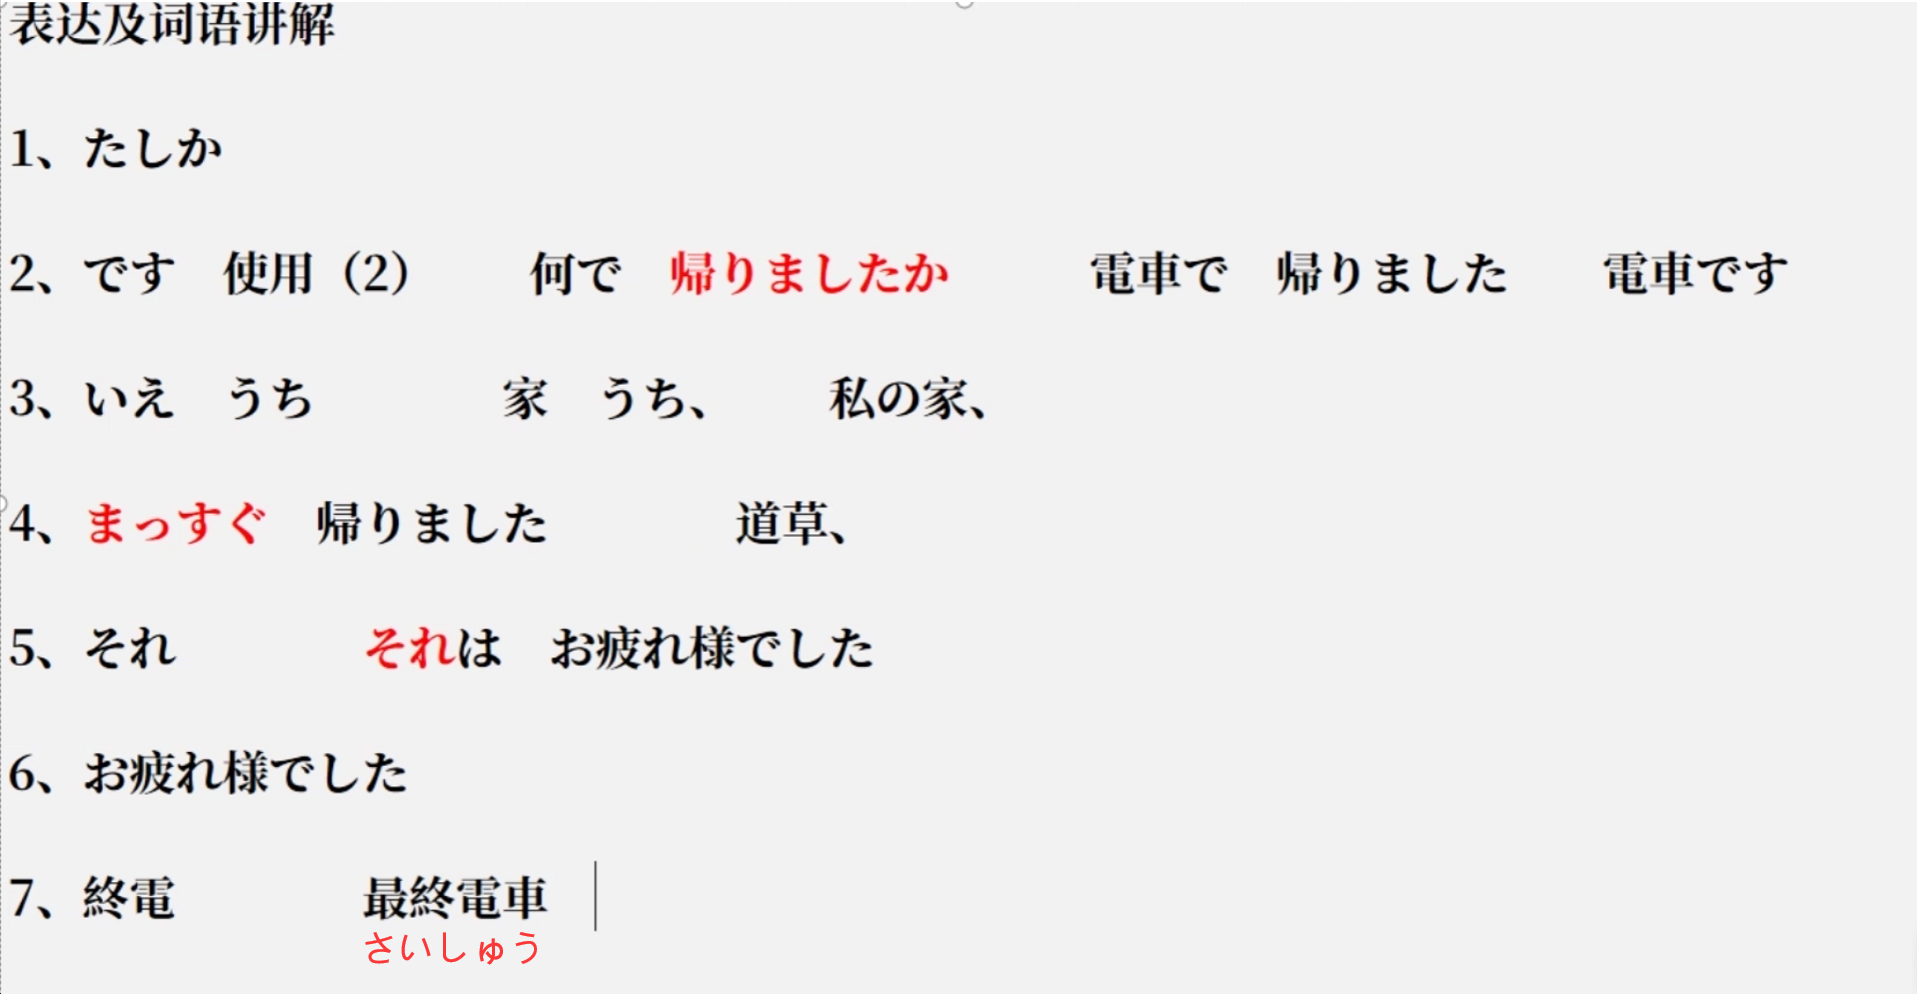 表达及词语讲解
1、たしか
2、です　使用（2）　　何で　帰りましたか　　　電車で　帰りました　　電車です
3、いえ　うち　　　　家　うち、　　私の家、
4、まっすぐ　帰りました　　　　道草、
5、それ　　　　それは　お疲れ様でした
6、お疲れ様でした
7、終電　　　　最終電車
さいしゅう